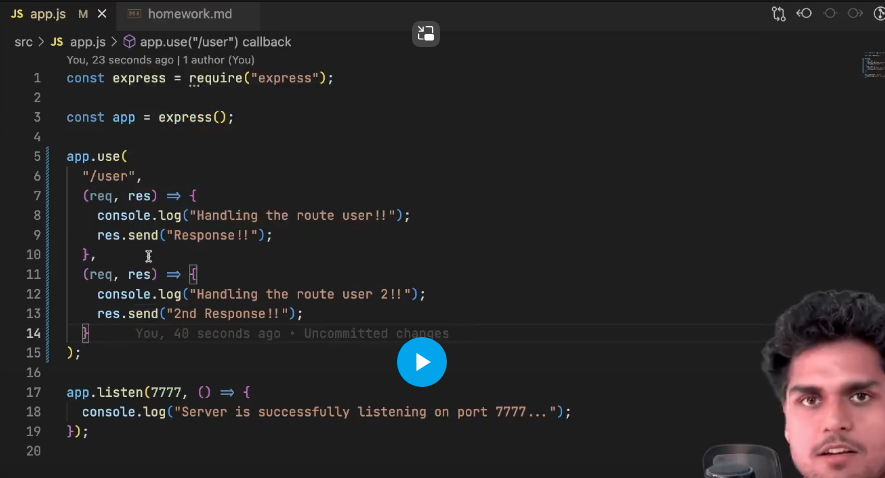 JS app.js M ×
homework.md
src > JS app.js > app.use("/user") callback
You, 23 seconds ago | 1 author (You)
1 const express = require("express");
2
3 const app = express();
4
5 app.use(
6 "/user",
7 (req, res) => {
8 console.log("Handling the route user!!");
9 res.send("Response!!");
10 },
11 (req, res) => {
12 console.log("Handling the route user 2!!");
13 res.send("2nd Response!!");
14 } You, 40 seconds ago • Uncommitted changes
15 );
16
17 app.listen(7777, () => {
18 console.log("Server is successfully listening on port 7777...");
19 });
20